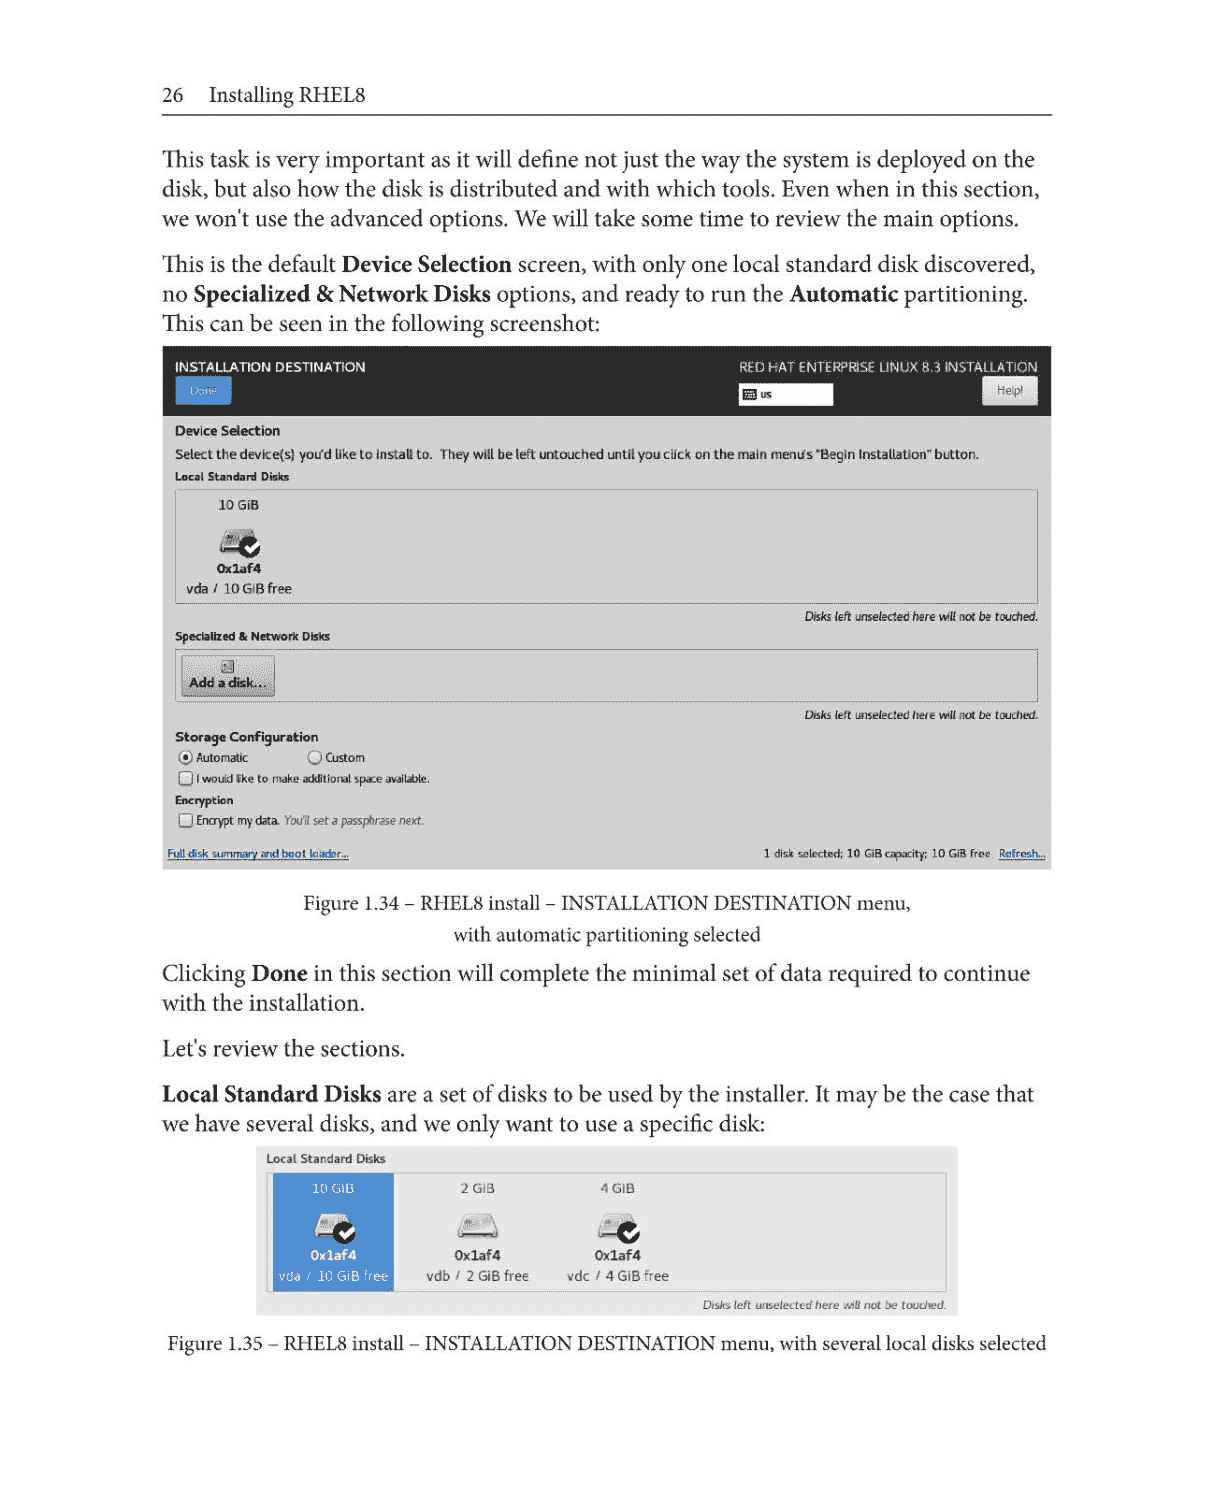 26 Installing RHEL8
This task is very important as it will define not just the way the system is deployed on the
disk, but also how the disk is distributed and with which tools. Even when in this section,
we won't use the advanced options. We will take some time to review the main options.
This is the default Device Selection screen, with only one local standard disk discovered,
no Specialized & Network Disks options, and ready to run the Automatic partitioning.
This can be seen in the following screenshot:
INSTALLATION DESTINATION
RED HAT ENTERPRISE LINUX 8.3 INSTALLATION
Done
us
Help!
Device Selection
Select the device(s) you'd like to install to. They will be left untouched until you click on the main menu's "Begin Installation" button.
Local Standard Disks
10 GiB
0x1af4
vda / 10 GiB free
Disks left unselected here will not be touched.
Specialized & Network Disks
Add a disk...
Disks left unselected here will not be touched.
Storage Configuration
Automatic Custom
I would like to make additional space available.
Encryption
Encrypt my data. You'll set a passphrase next.
Full disk summary and boot loader... 1 disk selected; 10 GiB capacity; 10 GiB free Refresh...
Figure 1.34 – RHEL8 install – INSTALLATION DESTINATION menu,
with automatic partitioning selected
Clicking Done in this section will complete the minimal set of data required to continue
with the installation.
Let's review the sections.
Local Standard Disks are a set of disks to be used by the installer. It may be the case that
we have several disks, and we only want to use a specific disk:
Local Standard Disks
10 GiB 2 GiB 4 GiB
0x1af4 0x1af4 0x1af4
vda / 10 GiB free vdb / 2 GiB free vdc / 4 GiB free
Disks left unselected here will not be touched.
Figure 1.35 – RHEL8 install – INSTALLATION DESTINATION menu, with several local disks selected